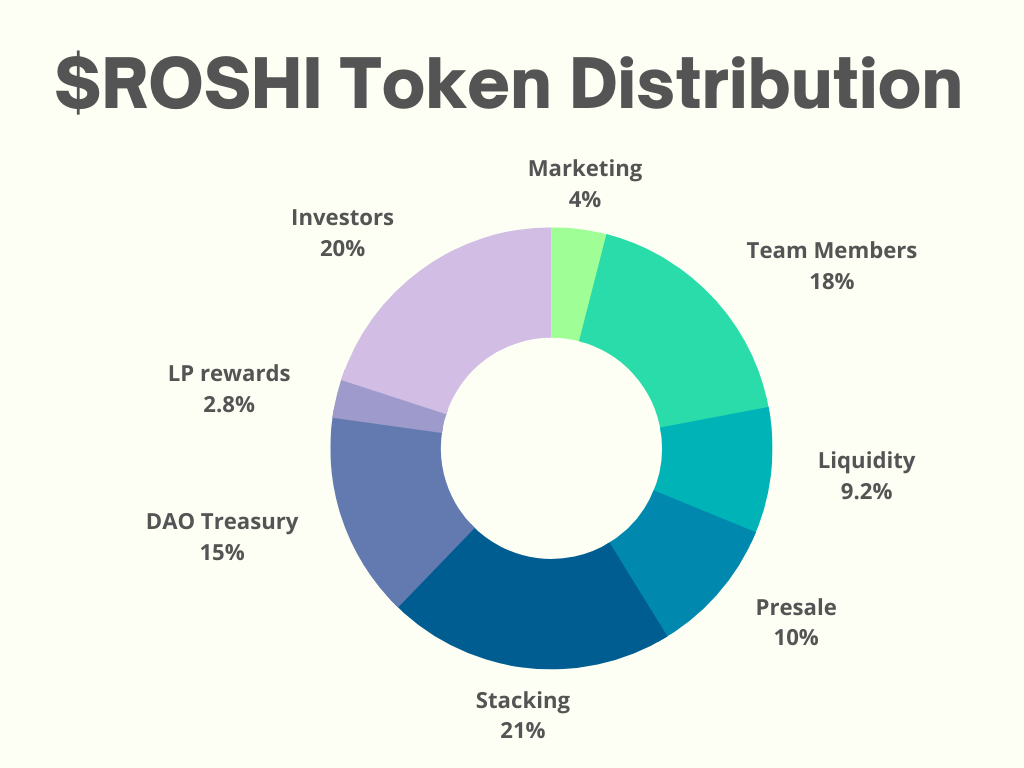 $ROSHI Token Distribution
Marketing
4%
Team Members
18%
Liquidity
9.2%
Presale
10%
Stacking
21%
DAO Treasury
15%
LP rewards
2.8%
Investors
20%